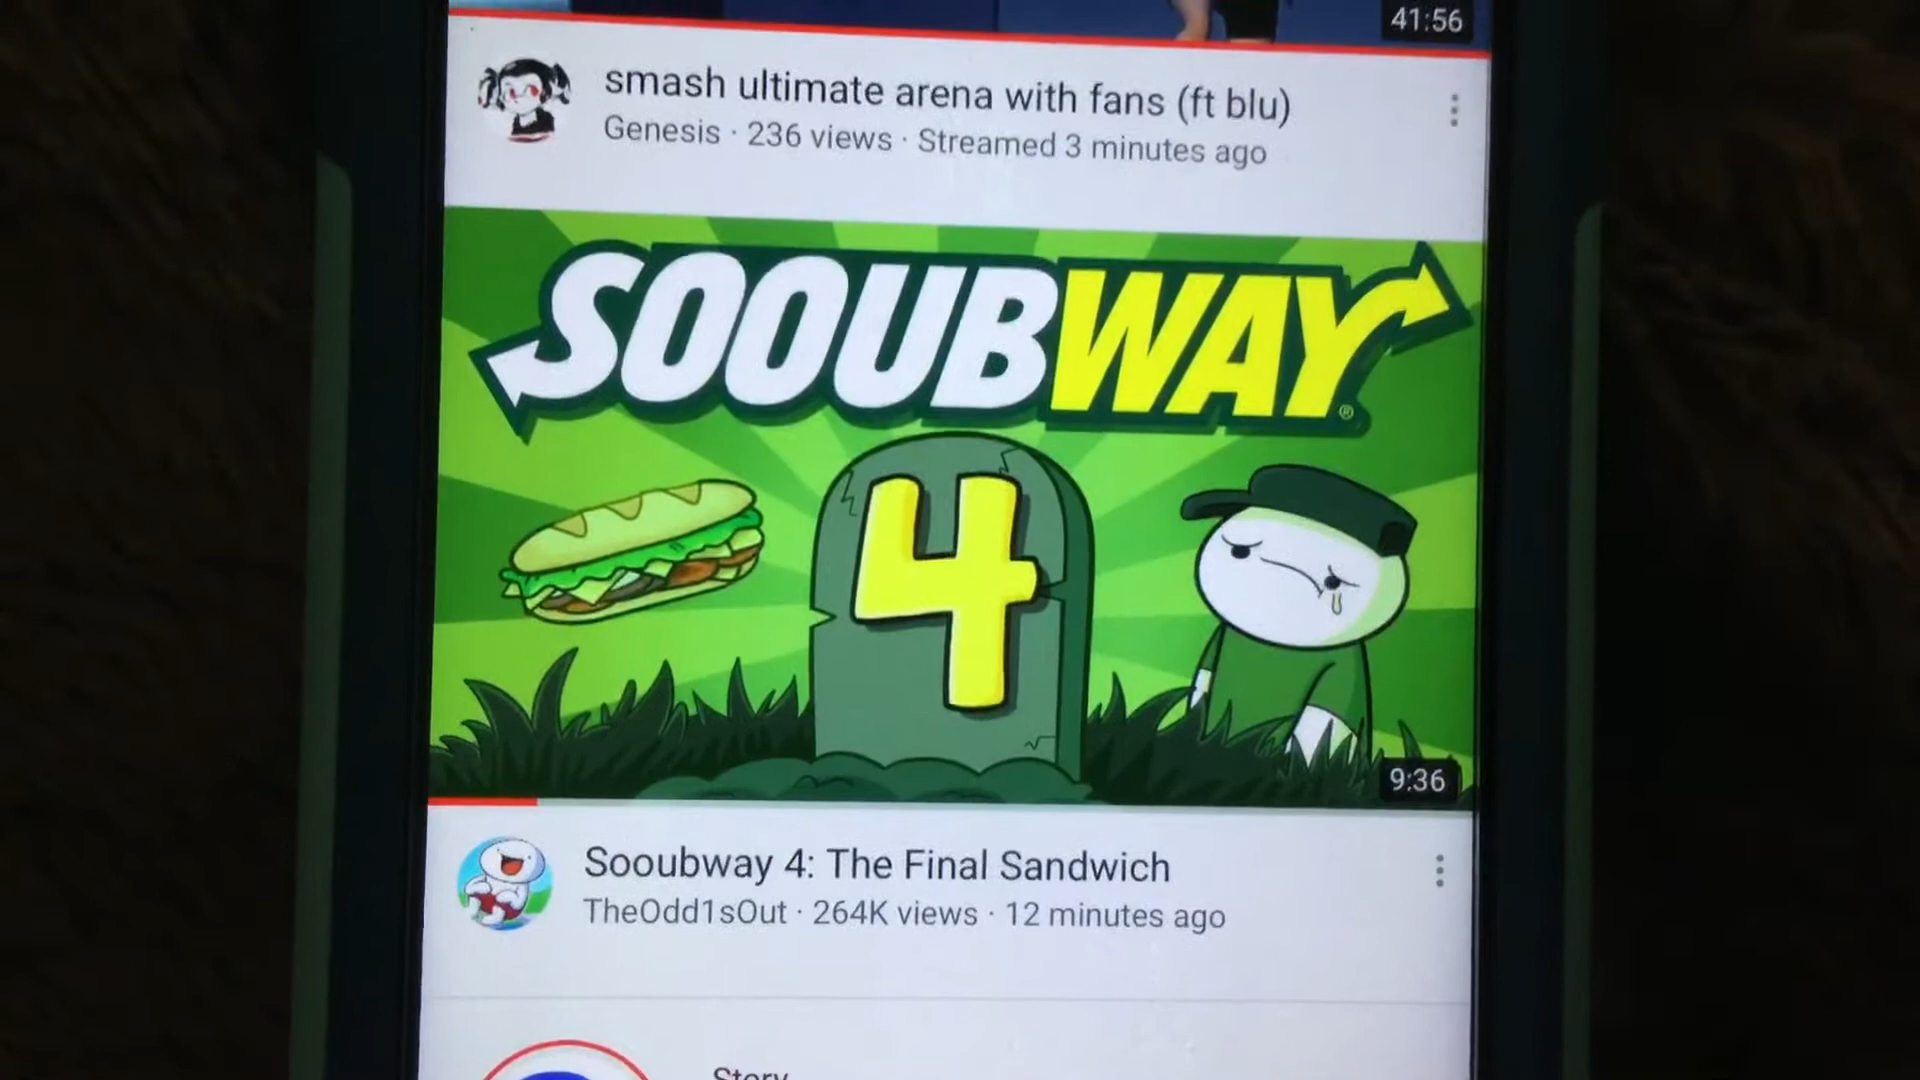 41:56
smash ultimate arena with fans (ft blu)
Genesis · 236 views · Streamed 3 minutes ago
SOOUBWAY®
4
9:36
Sooubway 4: The Final Sandwich
TheOdd1sOut · 264K views · 12 minutes ago
Story